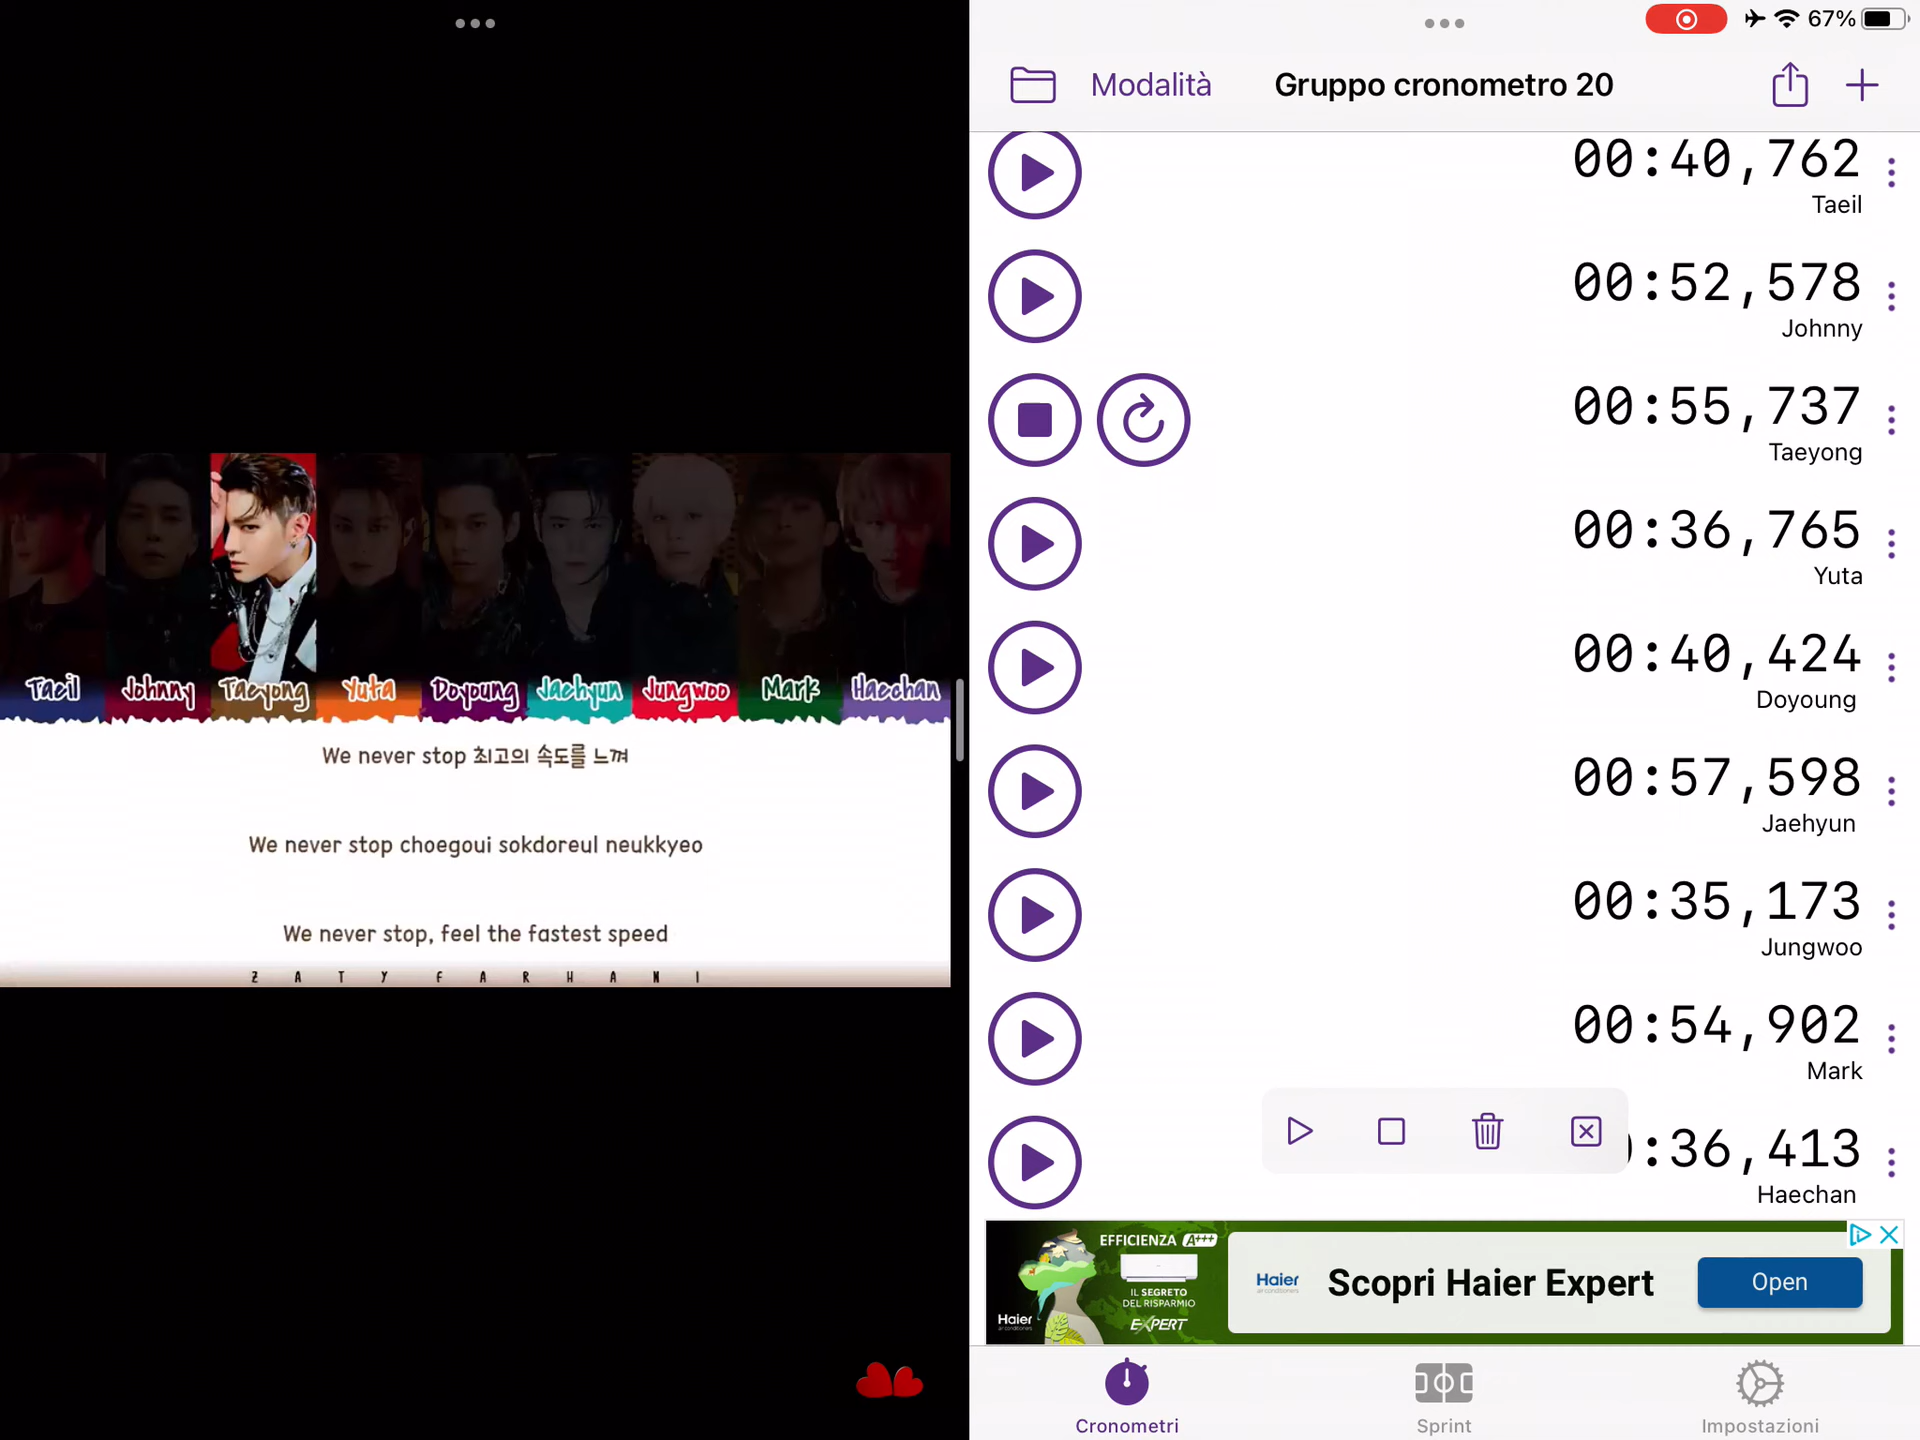 Taeil Johnny Taeyong Yuta Doyoung Jaehyun Jungwoo Mark Haechan
We never stop 최고의 속도를 느껴
We never stop choegoui sokdoreul neukkyeo
We never stop, feel the fastest speed
Z A T Y F A R H A N I
67%
Modalità
Gruppo cronometro 20
00:40,762
Taeil
00:52,578
Johnny
00:55,737
Taeyong
00:36,765
Yuta
00:40,424
Doyoung
00:57,598
Jaehyun
00:35,173
Jungwoo
00:54,902
Mark
:36,413
Haechan
EFFICIENZA A+++
IL SEGRETO
DEL RISPARMIO
EXPERT
Haier
air conditioners
Haier
Scopri Haier Expert
Open
Cronometri
Sprint
Impostazioni